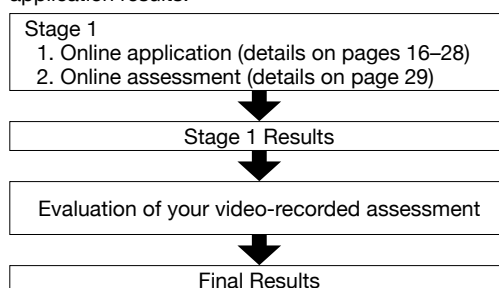 application results.
Stage 1
1. Online application (details on pages 16–28)
2. Online assessment (details on page 29)
Stage 1 Results
Evaluation of your video-recorded assessment
Final Results